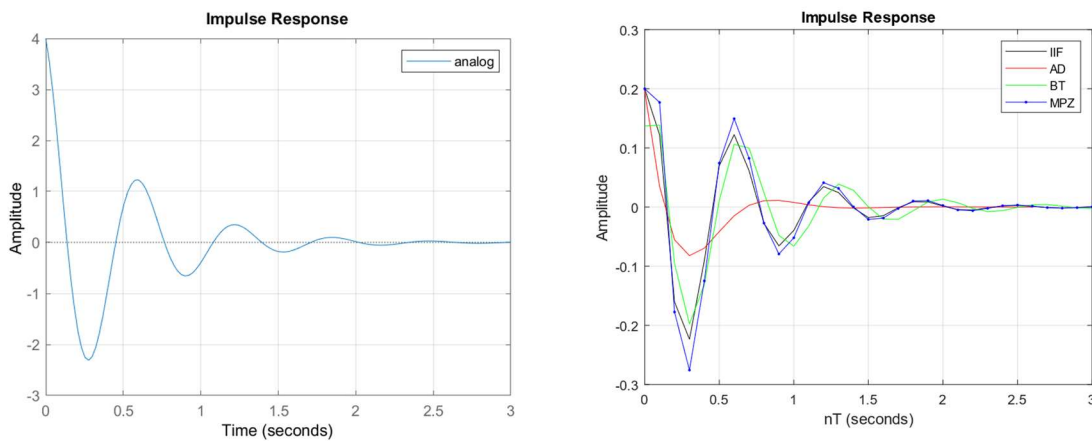 Impulse Response
4
3
2
1
0
-1
-2
-3
Amplitude
analog
0 0.5 1 1.5 2 2.5 3
Time (seconds)
Impulse Response
0.3
0.2
0.1
0
-0.1
-0.2
-0.3
Amplitude
IIF
AD
BT
MPZ
0 0.5 1 1.5 2 2.5 3
nT (seconds)